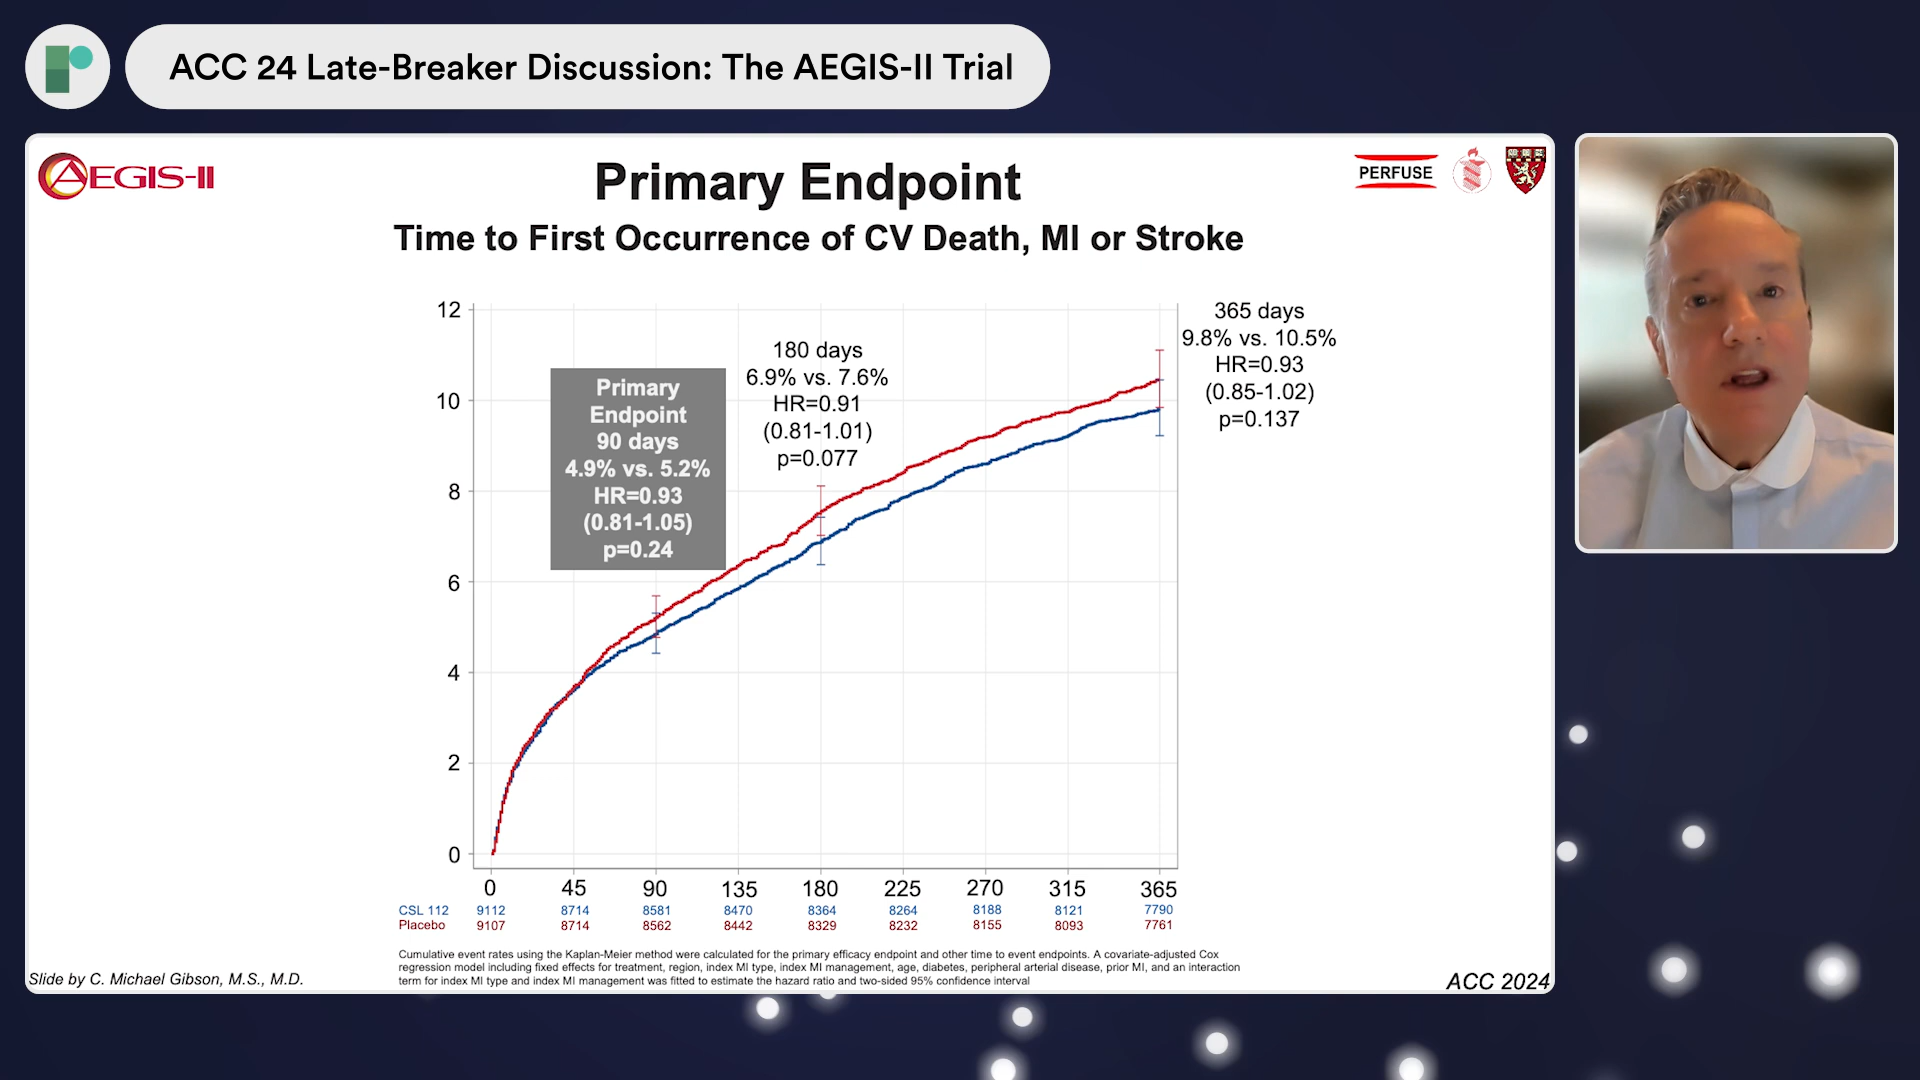 ACC 24 Late-Breaker Discussion: The AEGIS-II Trial
AEGIS-II
Primary Endpoint
PERFUSE
Time to First Occurrence of CV Death, MI or Stroke
12
10
8
6
4
2
0
Primary
Endpoint
90 days
4.9% vs. 5.2%
HR=0.93
(0.81-1.05)
p=0.24
180 days
6.9% vs. 7.6%
HR=0.91
(0.81-1.01)
p=0.077
365 days
9.8% vs. 10.5%
HR=0.93
(0.85-1.02)
p=0.137
0 45 90 135 180 225 270 315 365
CSL 112 9112 8714 8581 8470 8364 8264 8188 8121 7790
Placebo 9107 8714 8562 8442 8329 8232 8155 8093 7761
Cumulative event rates using the Kaplan-Meier method were calculated for the primary efficacy endpoint and other time to event endpoints. A covariate-adjusted Cox
regression model including fixed effects for treatment, region, index MI type, index MI management, age, diabetes, peripheral arterial disease, prior MI, and an interaction
term for index MI type and index MI management was fitted to estimate the hazard ratio and two-sided 95% confidence interval
Slide by C. Michael Gibson, M.S., M.D.
ACC 2024